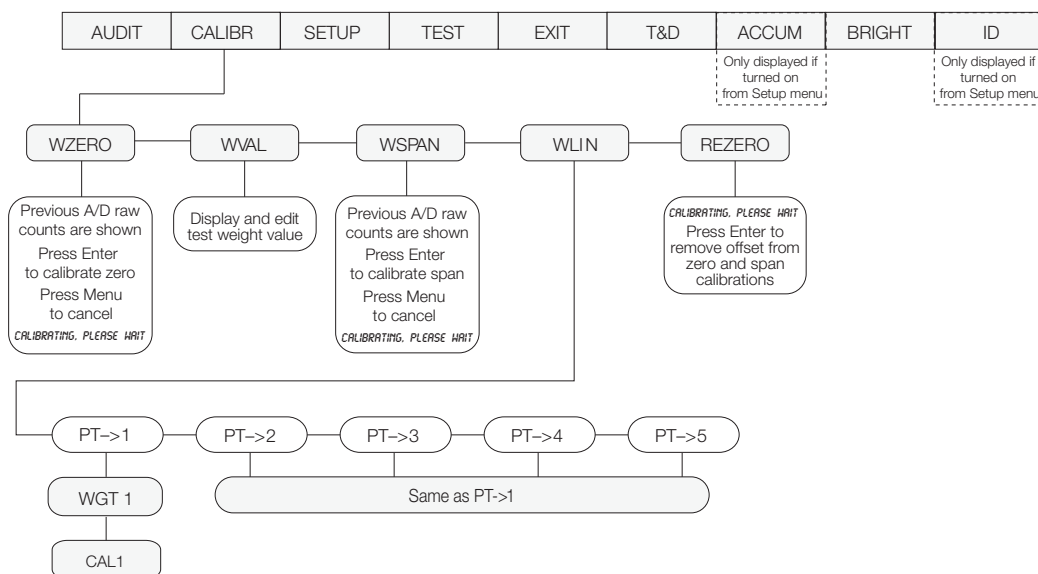 AUDIT CALIBR SETUP TEST EXIT T&D ACCUM BRIGHT ID
Only displayed if
turned on
from Setup menu
Only displayed if
turned on
from Setup menu
WZERO WVAL WSPAN WLIN REZERO
Previous A/D raw
counts are shown
Press Enter
to calibrate zero
Press Menu
to cancel
CALIBRATING, PLEASE WAIT
Display and edit
test weight value
Previous A/D raw
counts are shown
Press Enter
to calibrate span
Press Menu
to cancel
CALIBRATING, PLEASE WAIT
CALIBRATING, PLEASE WAIT
Press Enter to
remove offset from
zero and span
calibrations
PT–>1 PT–>2 PT–>3 PT–>4 PT–>5
WGT 1
Same as PT->1
CAL1